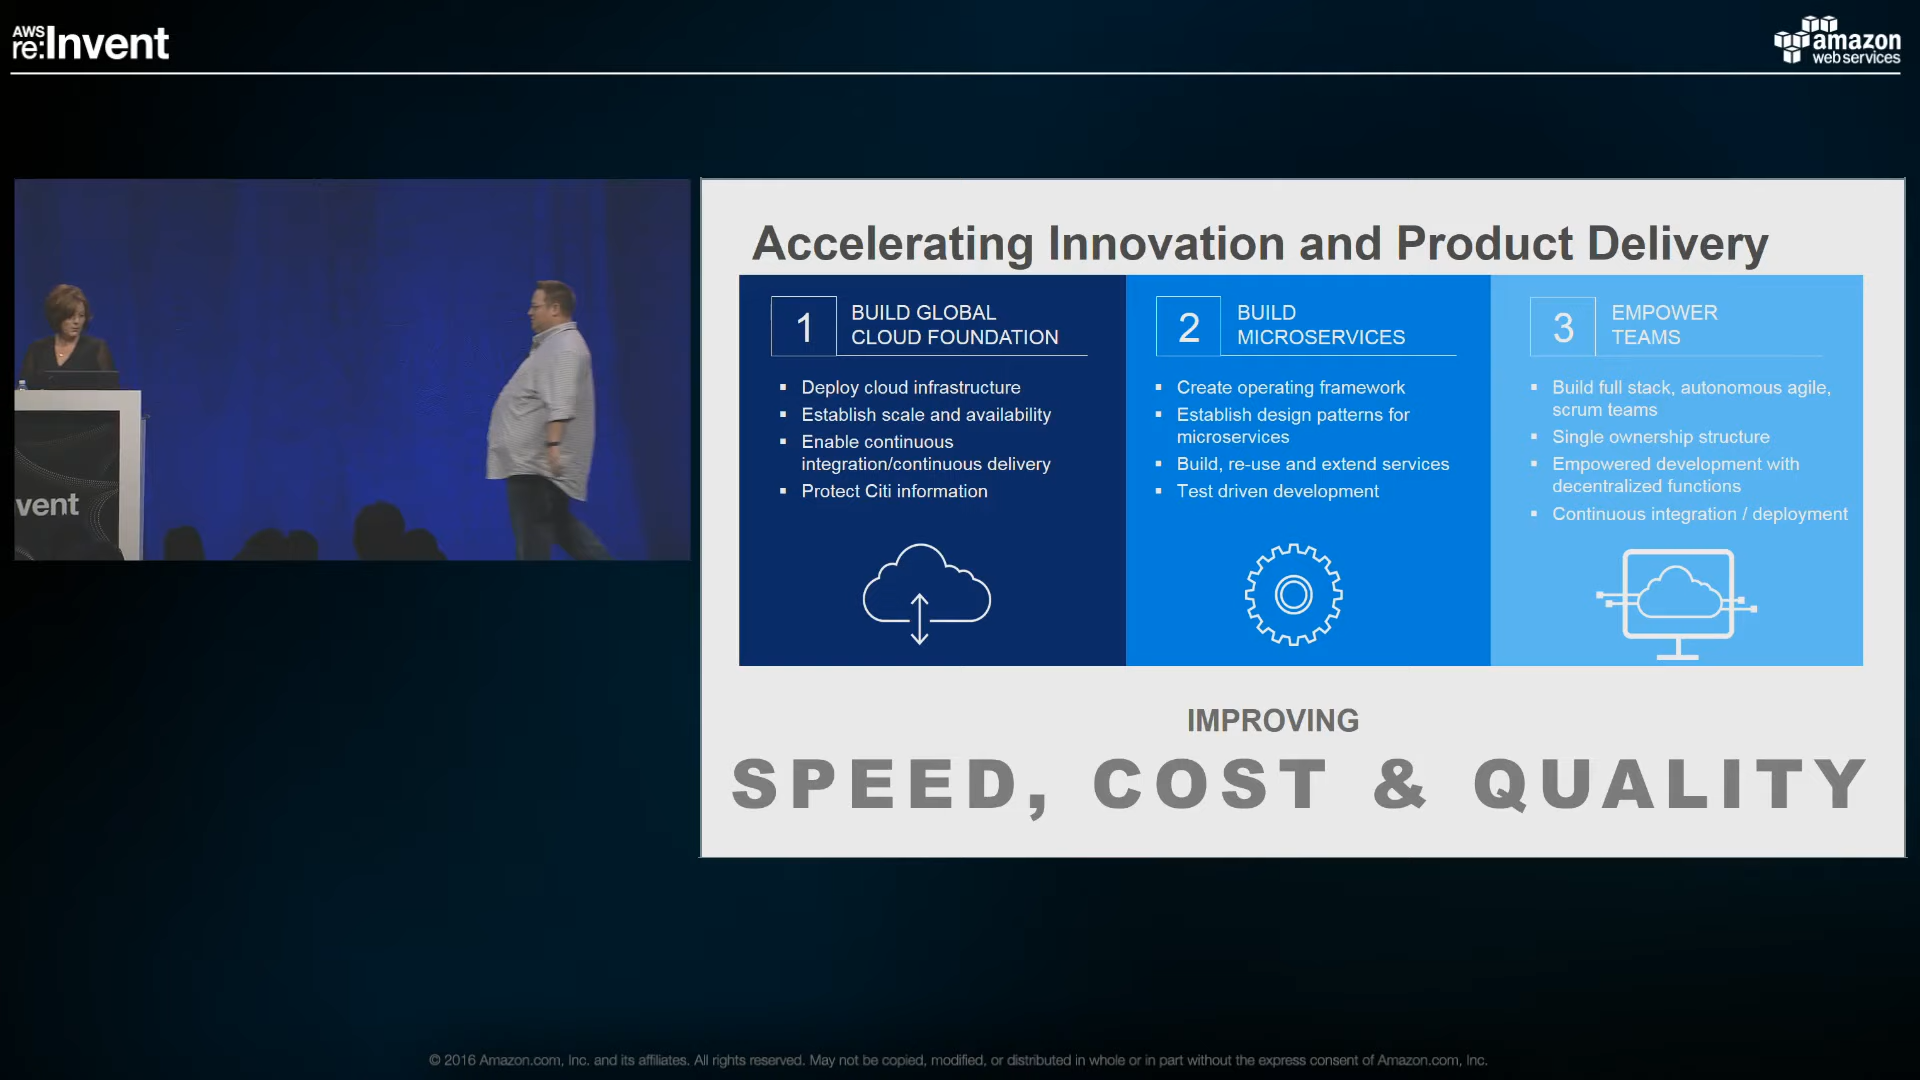 AWS
re:Invent
amazon
web services
vent
Accelerating Innovation and Product Delivery
1
BUILD GLOBAL
CLOUD FOUNDATION
▪ Deploy cloud infrastructure
▪ Establish scale and availability
▪ Enable continuous
integration/continuous delivery
▪ Protect Citi information
2
BUILD
MICROSERVICES
▪ Create operating framework
▪ Establish design patterns for
microservices
▪ Build, re-use and extend services
▪ Test driven development
3
EMPOWER
TEAMS
▪ Build full stack, autonomous agile,
scrum teams
▪ Single ownership structure
▪ Empowered development with
decentralized functions
▪ Continuous integration / deployment
IMPROVING
SPEED, COST & QUALITY
© 2016 Amazon.com, Inc. and its affiliates. All rights reserved. May not be copied, modified, or distributed in whole or in part without the express consent of Amazon.com, Inc.